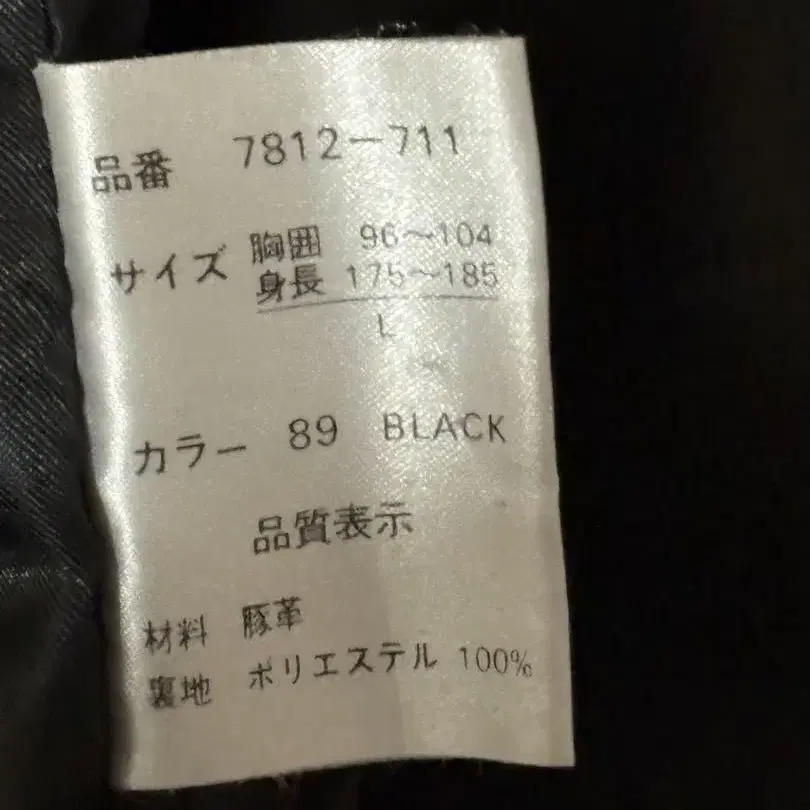 品番 7812-711
サイズ 胸囲 96~104
身長 175~185
L
カラー 89 BLACK
品質表示
材料 豚革
裏地 ポリエステル 100%